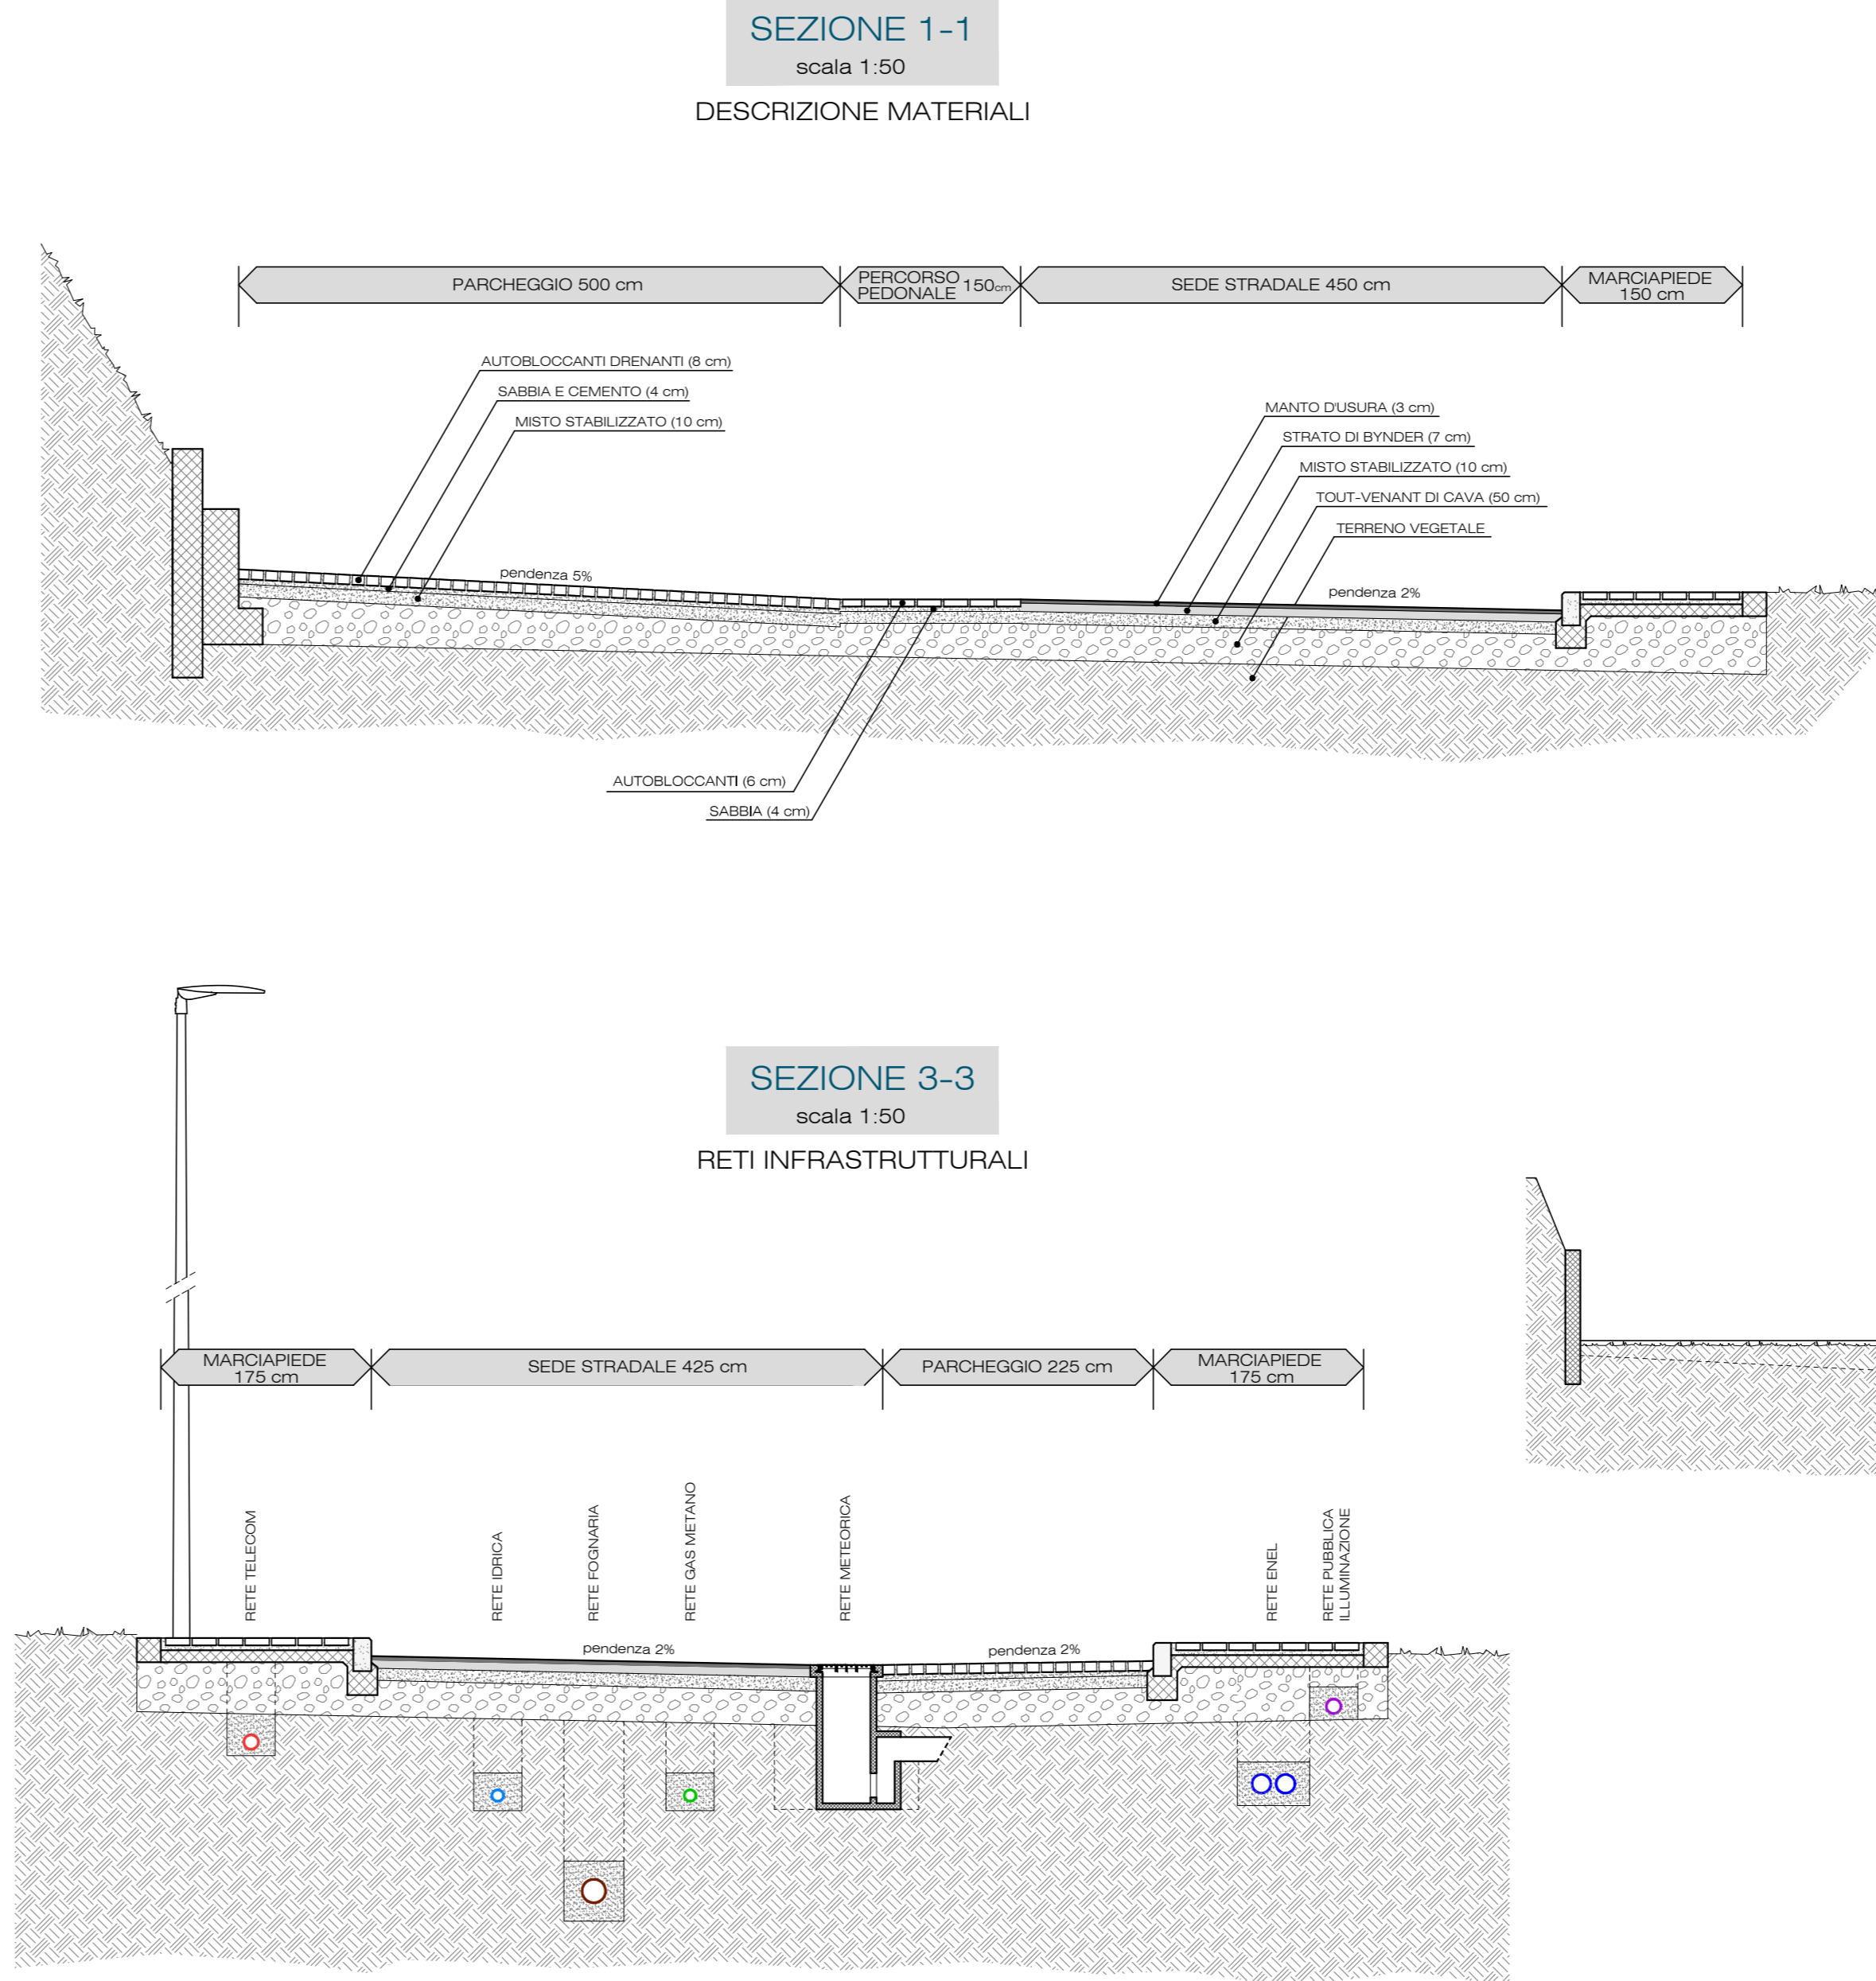 SEZIONE 1-1
scala 1:50
DESCRIZIONE MATERIALI
PARCHEGGIO 500 cm
PERCORSO
PEDONALE 150cm
SEDE STRADALE 450 cm
MARCIAPIEDE
150 cm
AUTOBLOCCANTI DRENANTI (8 cm)
SABBIA E CEMENTO (4 cm)
MISTO STABILIZZATO (10 cm)
MANTO D'USURA (3 cm)
STRATO DI BYNDER (7 cm)
MISTO STABILIZZATO (10 cm)
TOUT-VENANT DI CAVA (50 cm)
TERRENO VEGETALE
pendenza 5%
pendenza 2%
AUTOBLOCCANTI (6 cm)
SABBIA (4 cm)
SEZIONE 3-3
scala 1:50
RETI INFRASTRUTTURALI
MARCIAPIEDE
175 cm
SEDE STRADALE 425 cm
PARCHEGGIO 225 cm
MARCIAPIEDE
175 cm
RETE TELECOM
RETE IDRICA
RETE FOGNARIA
RETE GAS METANO
RETE METEORICA
RETE ENEL
RETE PUBBLICA
ILLUMINAZIONE
pendenza 2%
pendenza 2%